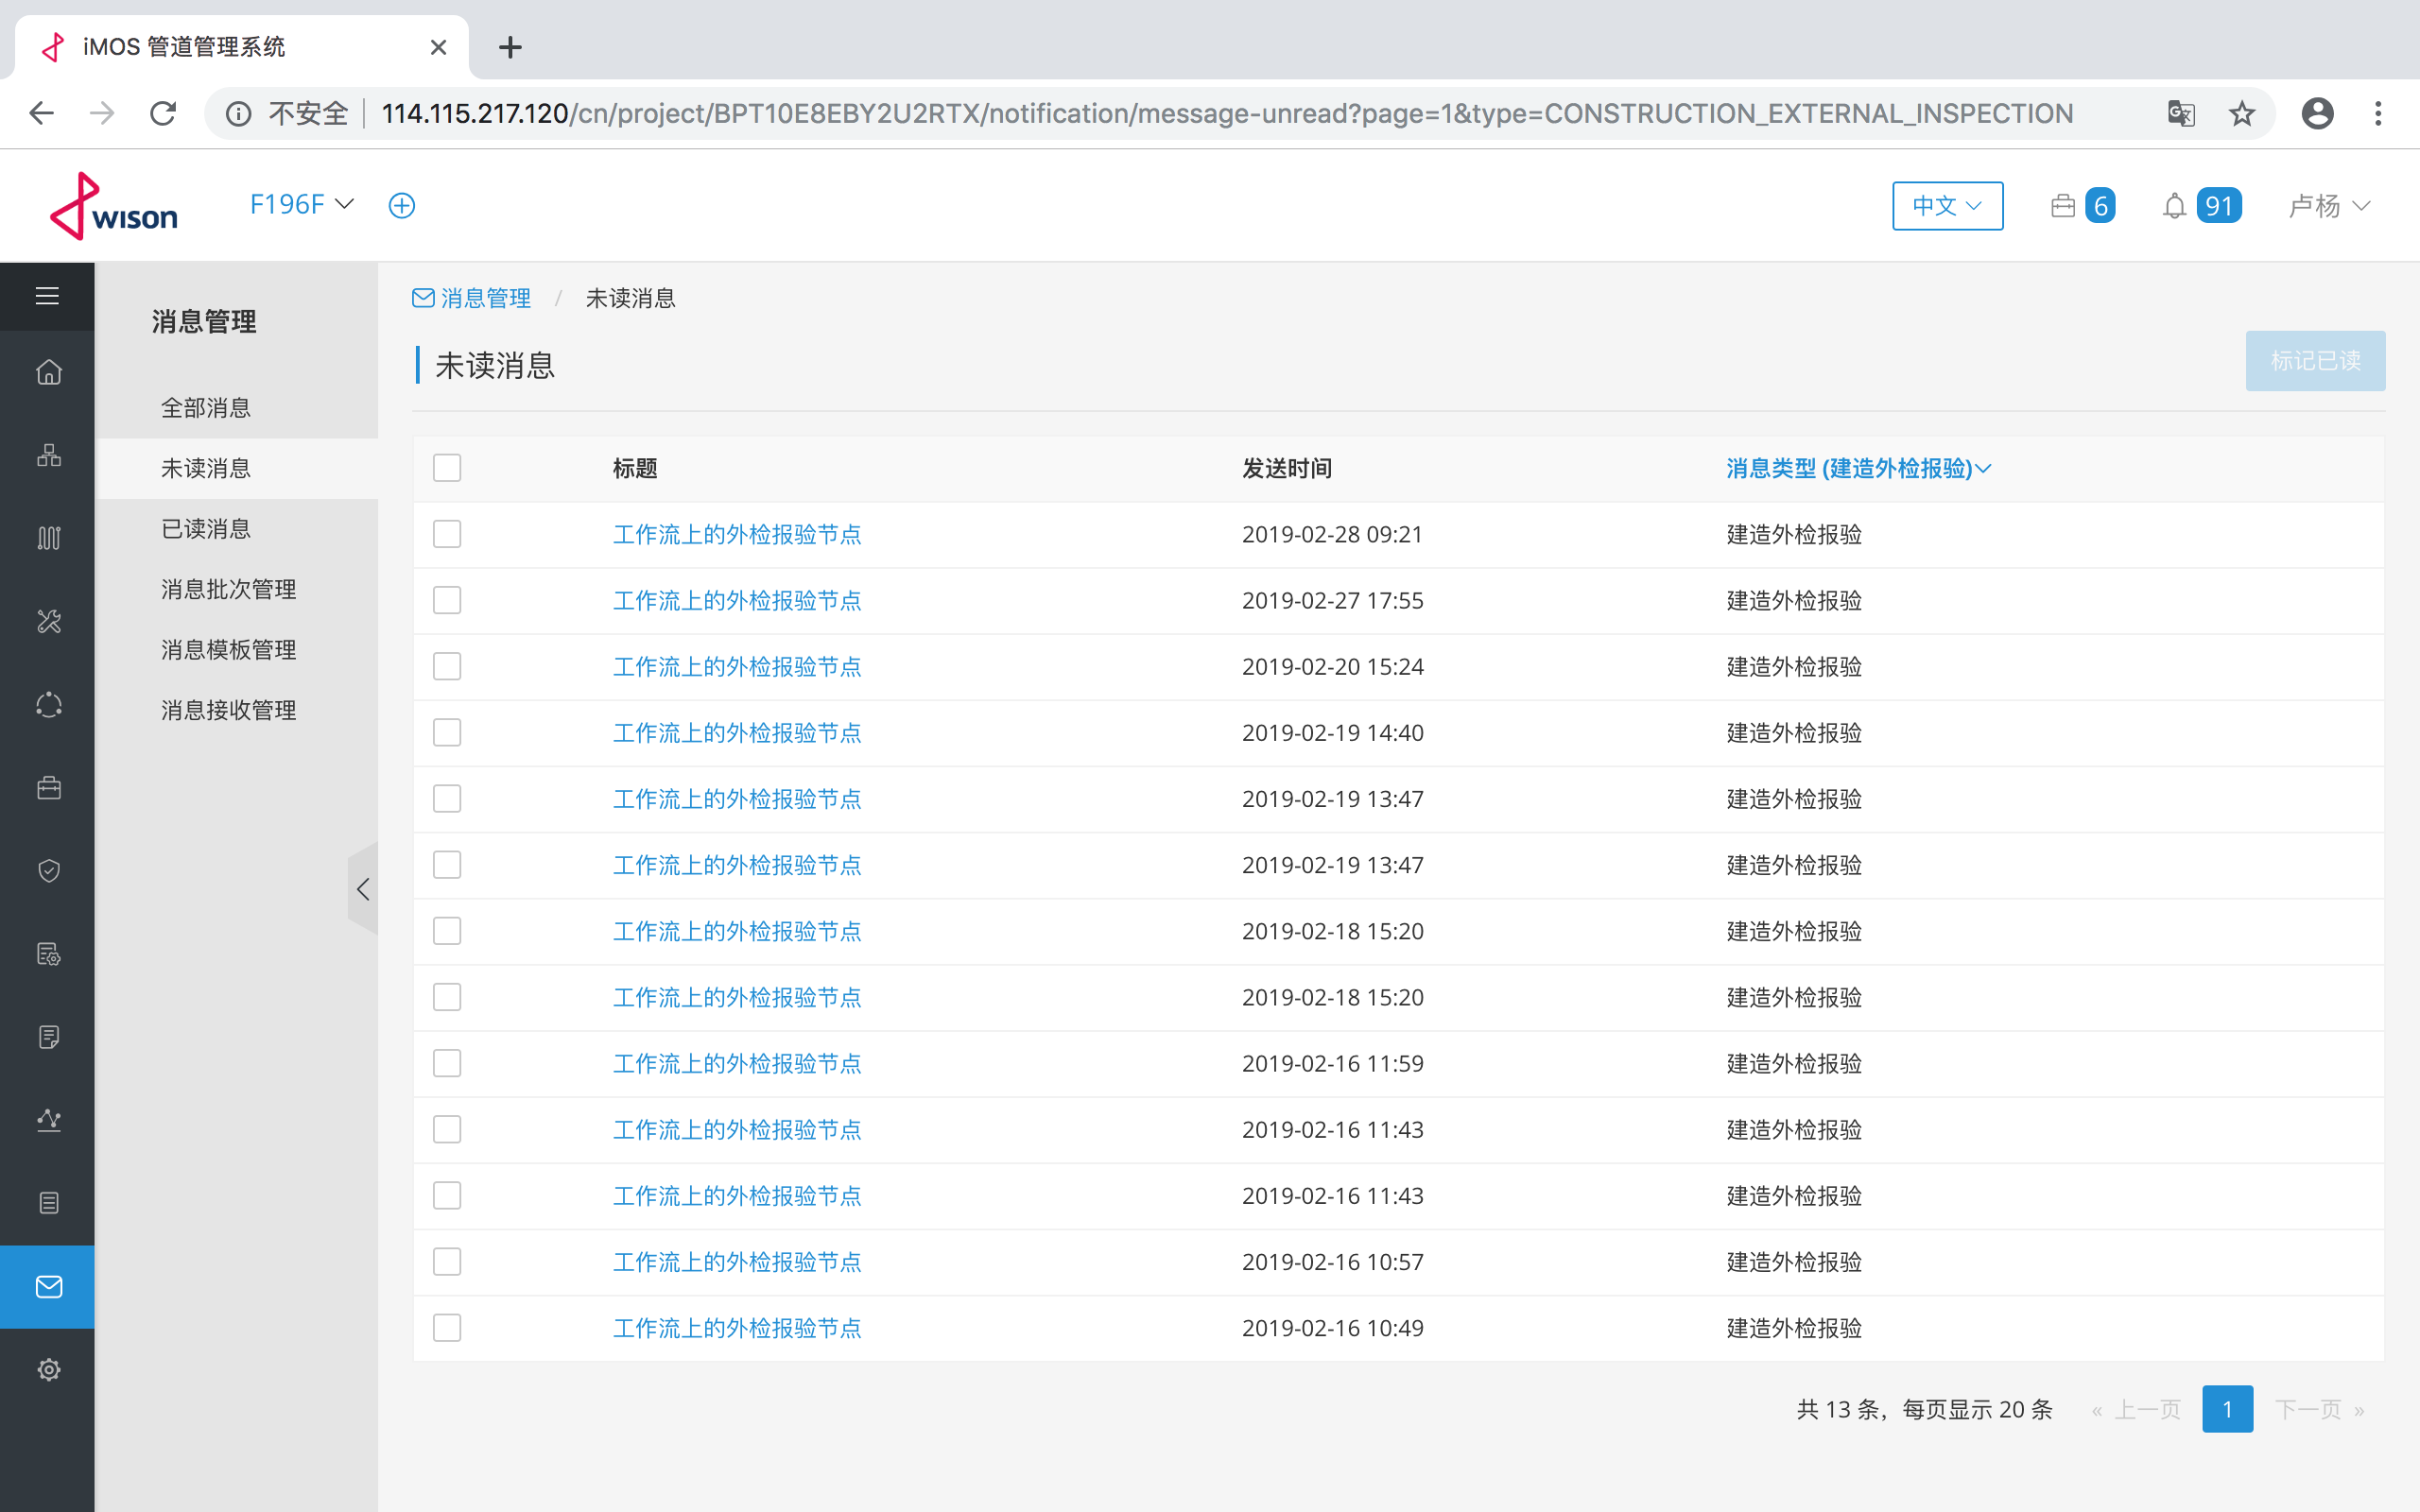 iMOS 管道管理系统
不安全 114.115.217.120/cn/project/BPT10E8EBY2U2RTX/notification/message-unread?page=1&type=CONSTRUCTION_EXTERNAL_INSPECTION
wison F196F 中文 6 91 卢杨
消息管理
全部消息
未读消息
已读消息
消息批次管理
消息模板管理
消息接收管理
消息管理 / 未读消息
未读消息 标记已读
标题 发送时间 消息类型 (建造外检报验)
工作流上的外检报验节点 2019-02-28 09:21 建造外检报验
工作流上的外检报验节点 2019-02-27 17:55 建造外检报验
工作流上的外检报验节点 2019-02-20 15:24 建造外检报验
工作流上的外检报验节点 2019-02-19 14:40 建造外检报验
工作流上的外检报验节点 2019-02-19 13:47 建造外检报验
工作流上的外检报验节点 2019-02-19 13:47 建造外检报验
工作流上的外检报验节点 2019-02-18 15:20 建造外检报验
工作流上的外检报验节点 2019-02-18 15:20 建造外检报验
工作流上的外检报验节点 2019-02-16 11:59 建造外检报验
工作流上的外检报验节点 2019-02-16 11:43 建造外检报验
工作流上的外检报验节点 2019-02-16 11:43 建造外检报验
工作流上的外检报验节点 2019-02-16 10:57 建造外检报验
工作流上的外检报验节点 2019-02-16 10:49 建造外检报验
共 13 条，每页显示 20 条 « 上一页 1 下一页 »